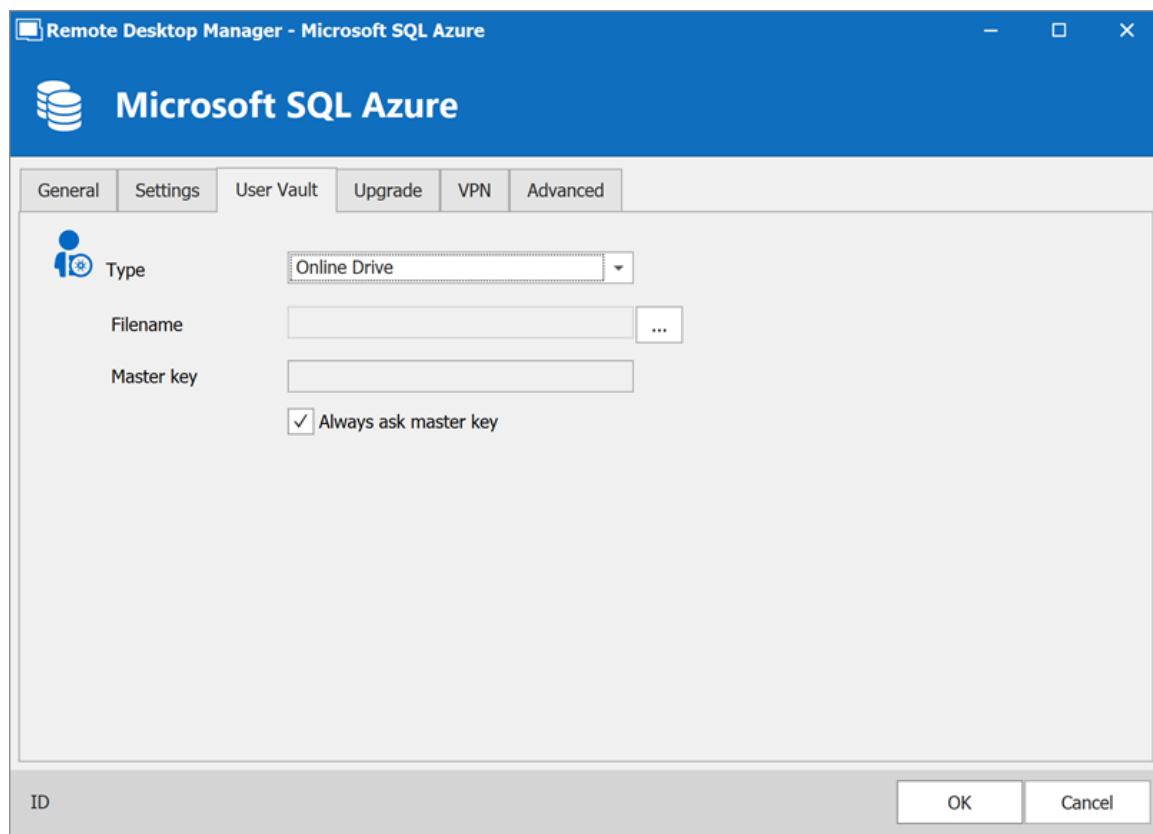 Remote Desktop Manager - Microsoft SQL Azure
Microsoft SQL Azure
General Settings User Vault Upgrade VPN Advanced
Type Online Drive
Filename ...
Master key
Always ask master key
ID OK Cancel